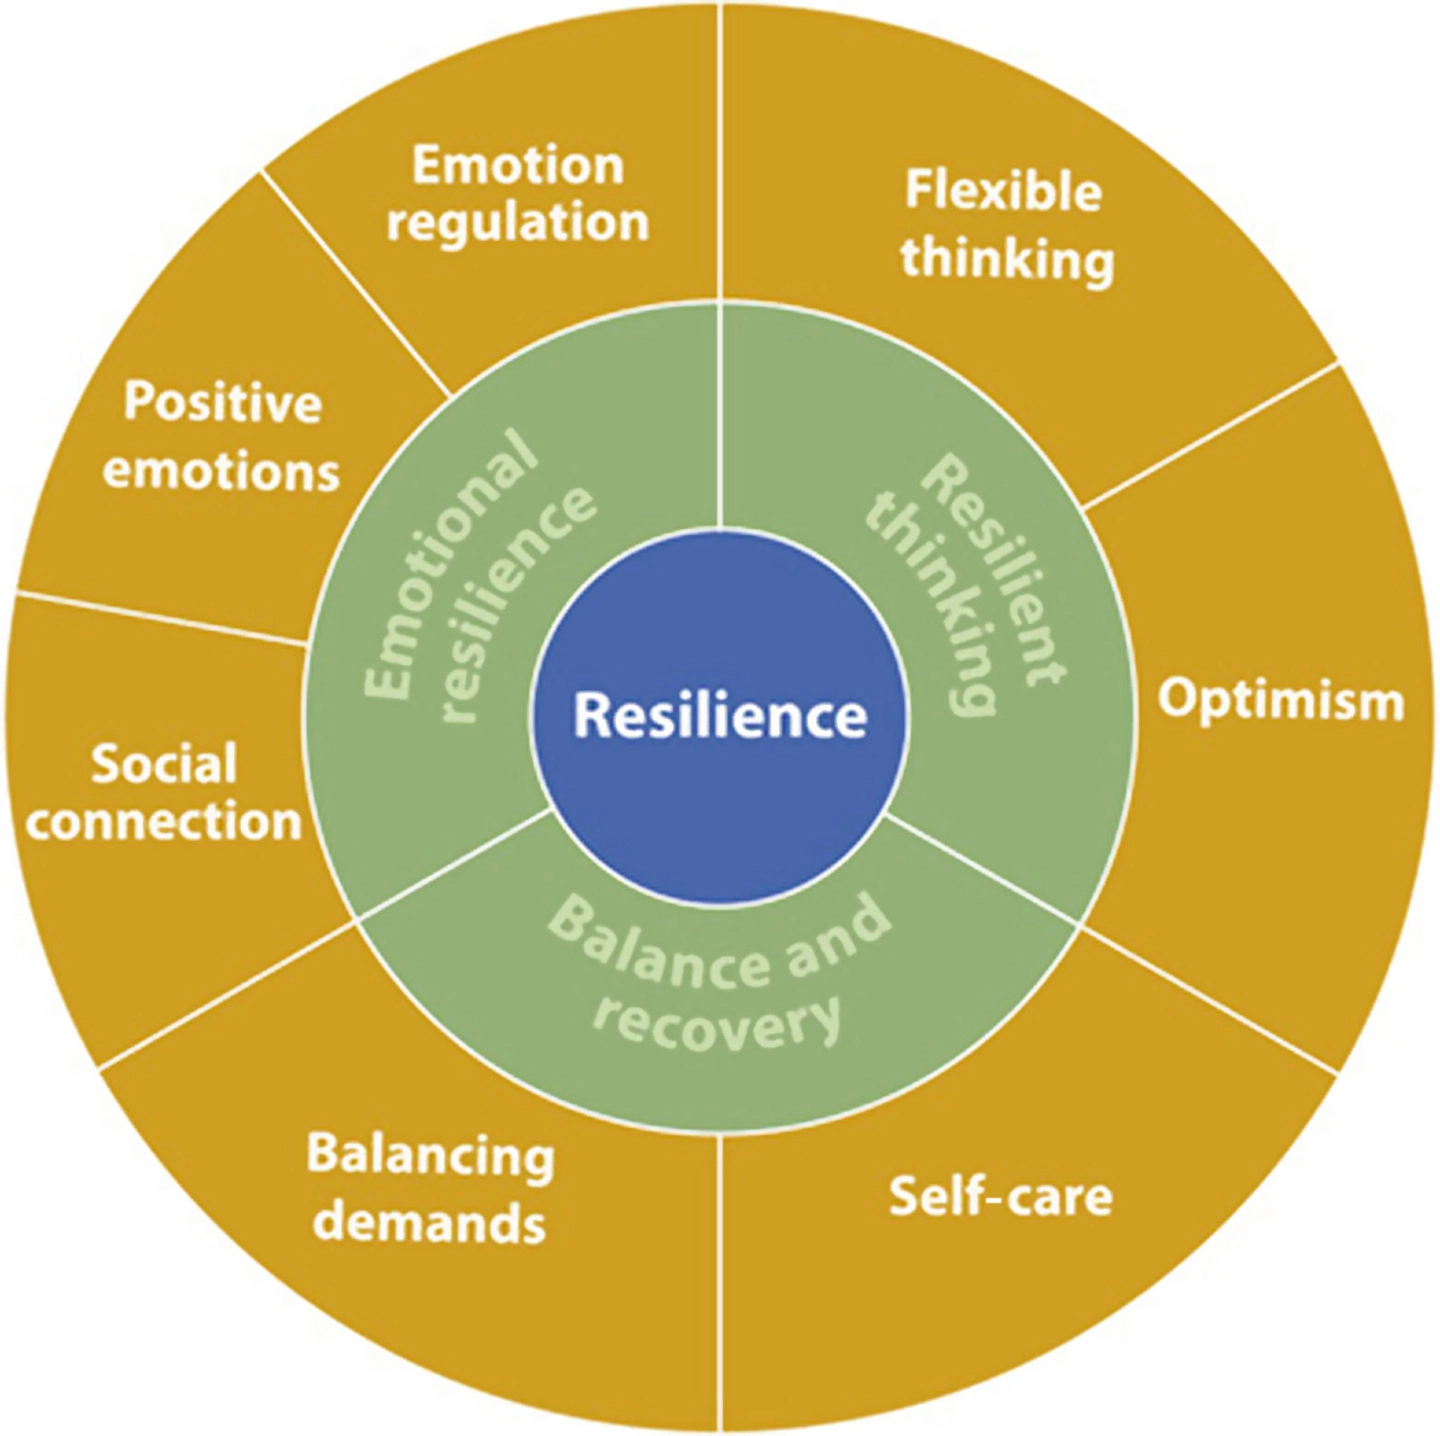 Emotion
regulation
Flexible
thinking
Positive
emotions
Emotional
resilience
Resilient
thinking
Resilience
Optimism
Social
connection
Balance and
recovery
Balancing
demands
Self-care